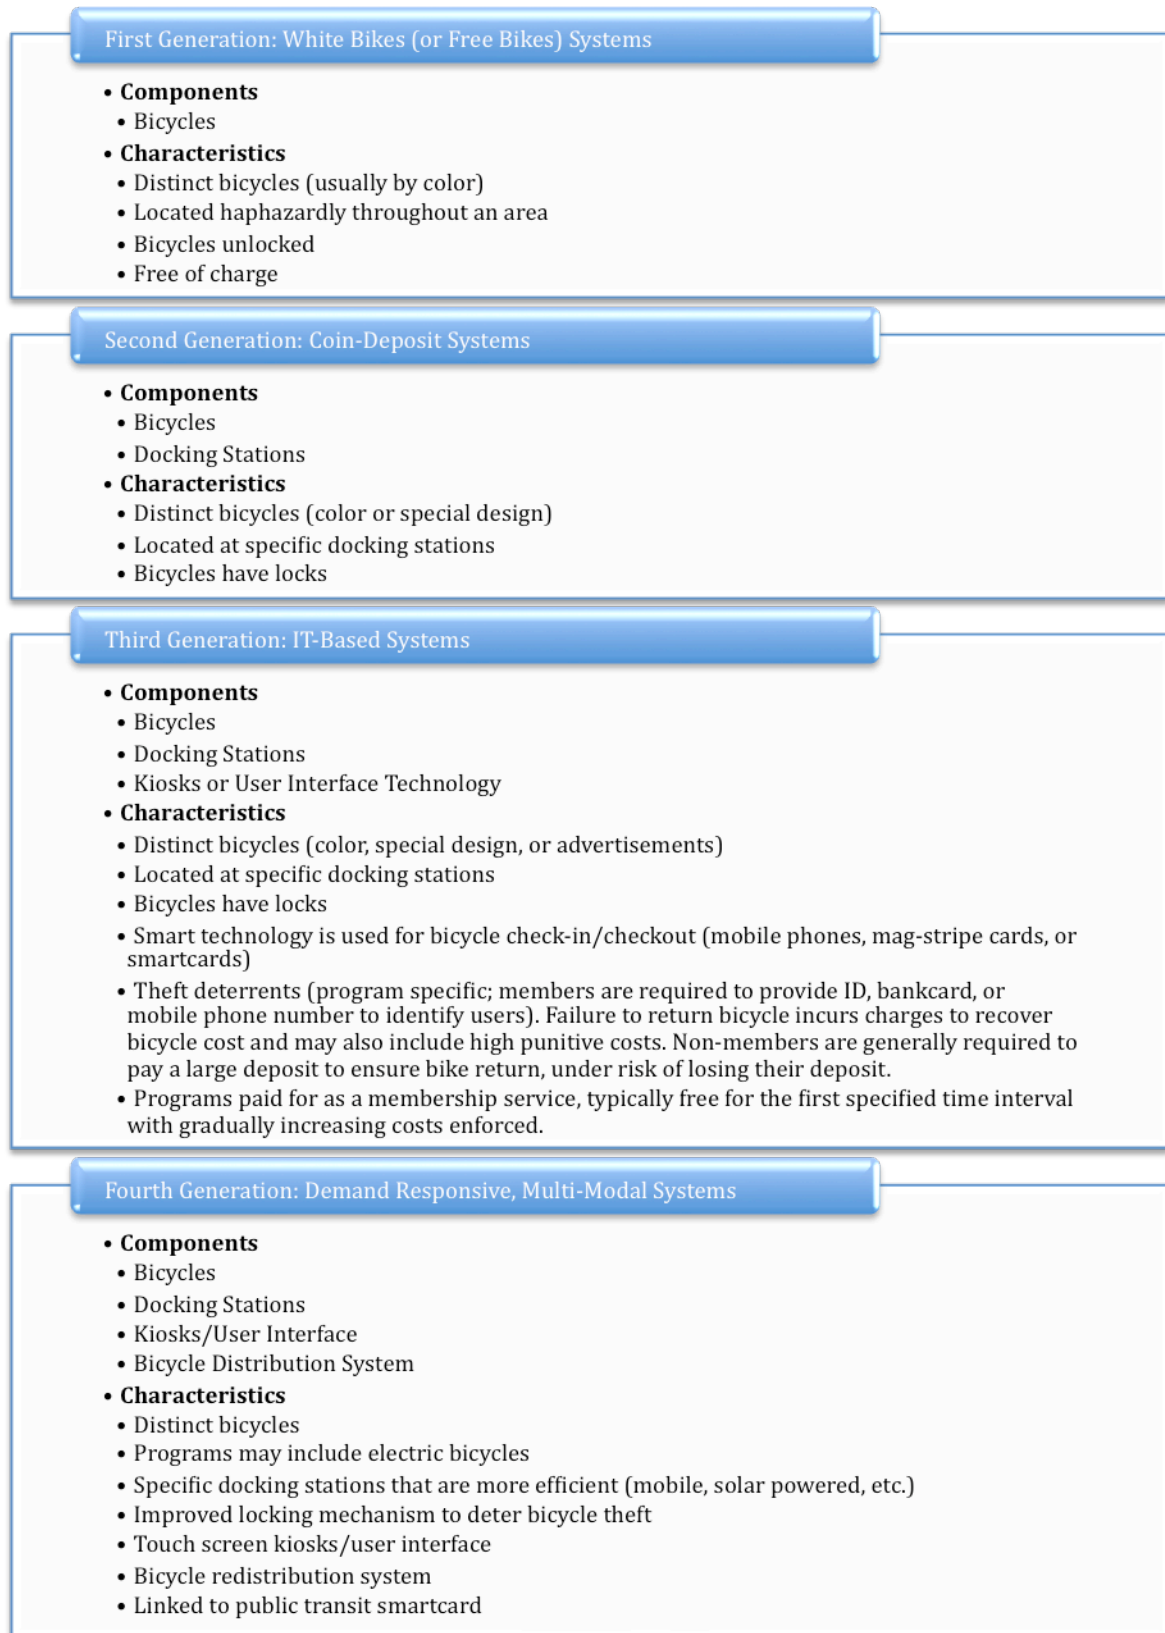 First Generation: White Bikes (or Free Bikes) Systems
• Components
• Bicycles
• Characteristics
• Distinct bicycles (usually by color)
• Located haphazardly throughout an area
• Bicycles unlocked
• Free of charge
Second Generation: Coin-Deposit Systems
• Components
• Bicycles
• Docking Stations
• Characteristics
• Distinct bicycles (color or special design)
• Located at specific docking stations
• Bicycles have locks
Third Generation: IT-Based Systems
• Components
• Bicycles
• Docking Stations
• Kiosks or User Interface Technology
• Characteristics
• Distinct bicycles (color, special design, or advertisements)
• Located at specific docking stations
• Bicycles have locks
• Smart technology is used for bicycle check-in/checkout (mobile phones, mag-stripe cards, or
smartcards)
• Theft deterrents (program specific; members are required to provide ID, bankcard, or
mobile phone number to identify users). Failure to return bicycle incurs charges to recover
bicycle cost and may also include high punitive costs. Non-members are generally required to
pay a large deposit to ensure bike return, under risk of losing their deposit.
• Programs paid for as a membership service, typically free for the first specified time interval
with gradually increasing costs enforced.
Fourth Generation: Demand Responsive, Multi-Modal Systems
• Components
• Bicycles
• Docking Stations
• Kiosks/User Interface
• Bicycle Distribution System
• Characteristics
• Distinct bicycles
• Programs may include electric bicycles
• Specific docking stations that are more efficient (mobile, solar powered, etc.)
• Improved locking mechanism to deter bicycle theft
• Touch screen kiosks/user interface
• Bicycle redistribution system
• Linked to public transit smartcard